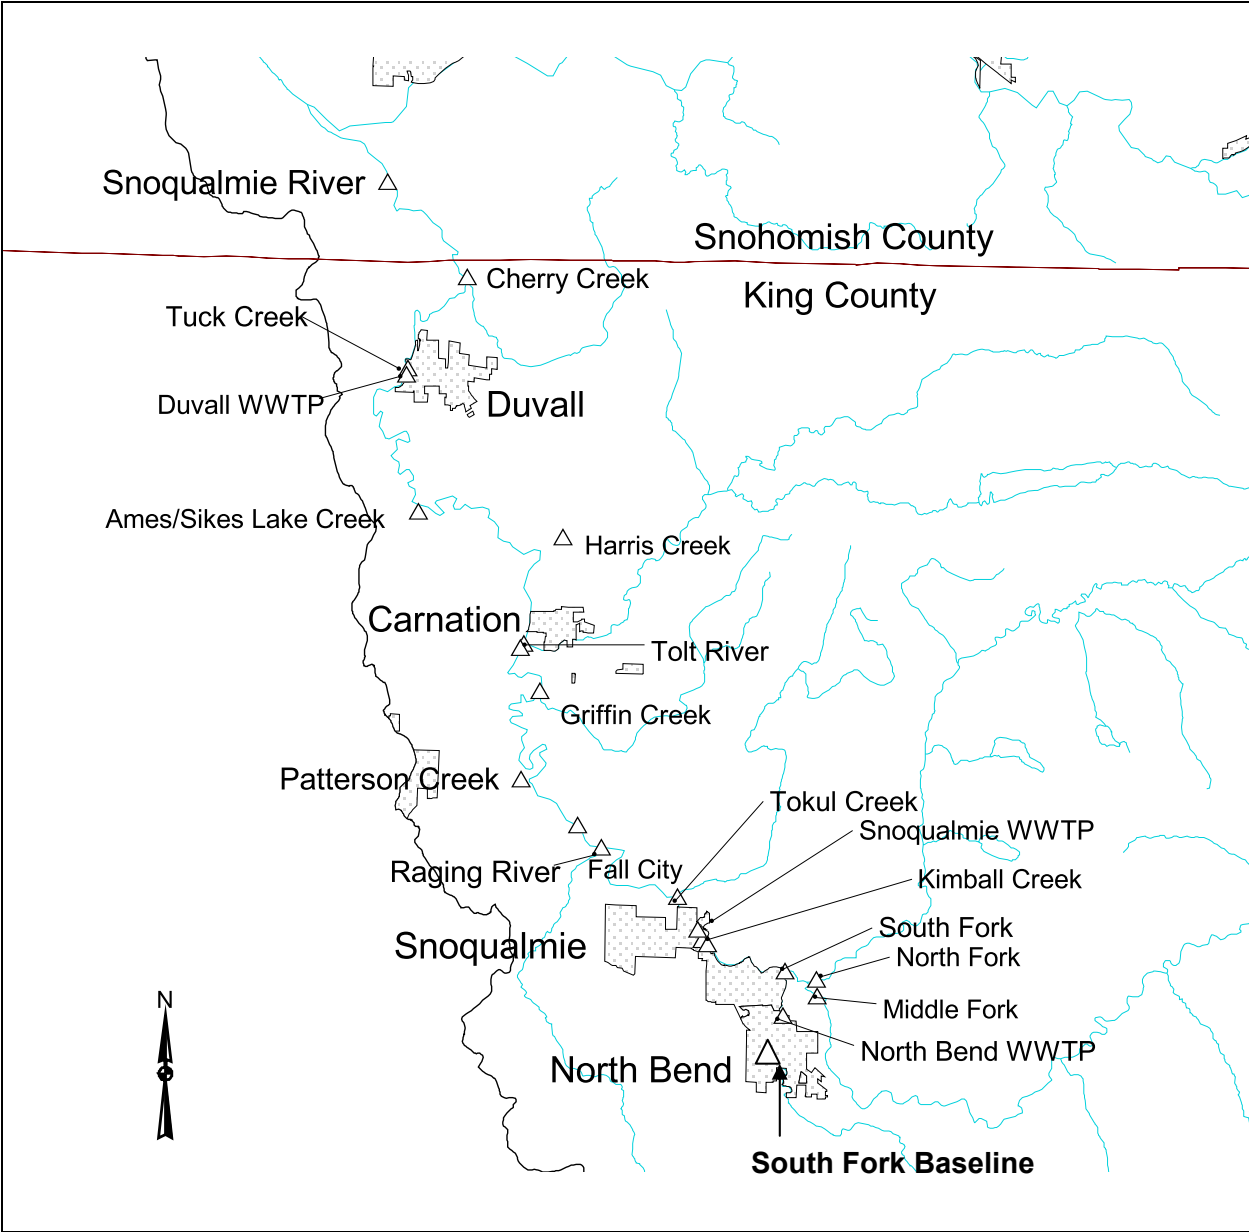 Snoqualmie River
Snohomish County
Cherry Creek
King County
Tuck Creek
Duvall WWTP
Duvall
Ames/Sikes Lake Creek
Harris Creek
Carnation
Tolt River
Griffin Creek
Patterson Creek
Tokul Creek
Snoqualmie WWTP
Raging River
Fall City
Kimball Creek
South Fork
Snoqualmie
North Fork
N
Middle Fork
North Bend WWTP
North Bend
South Fork Baseline